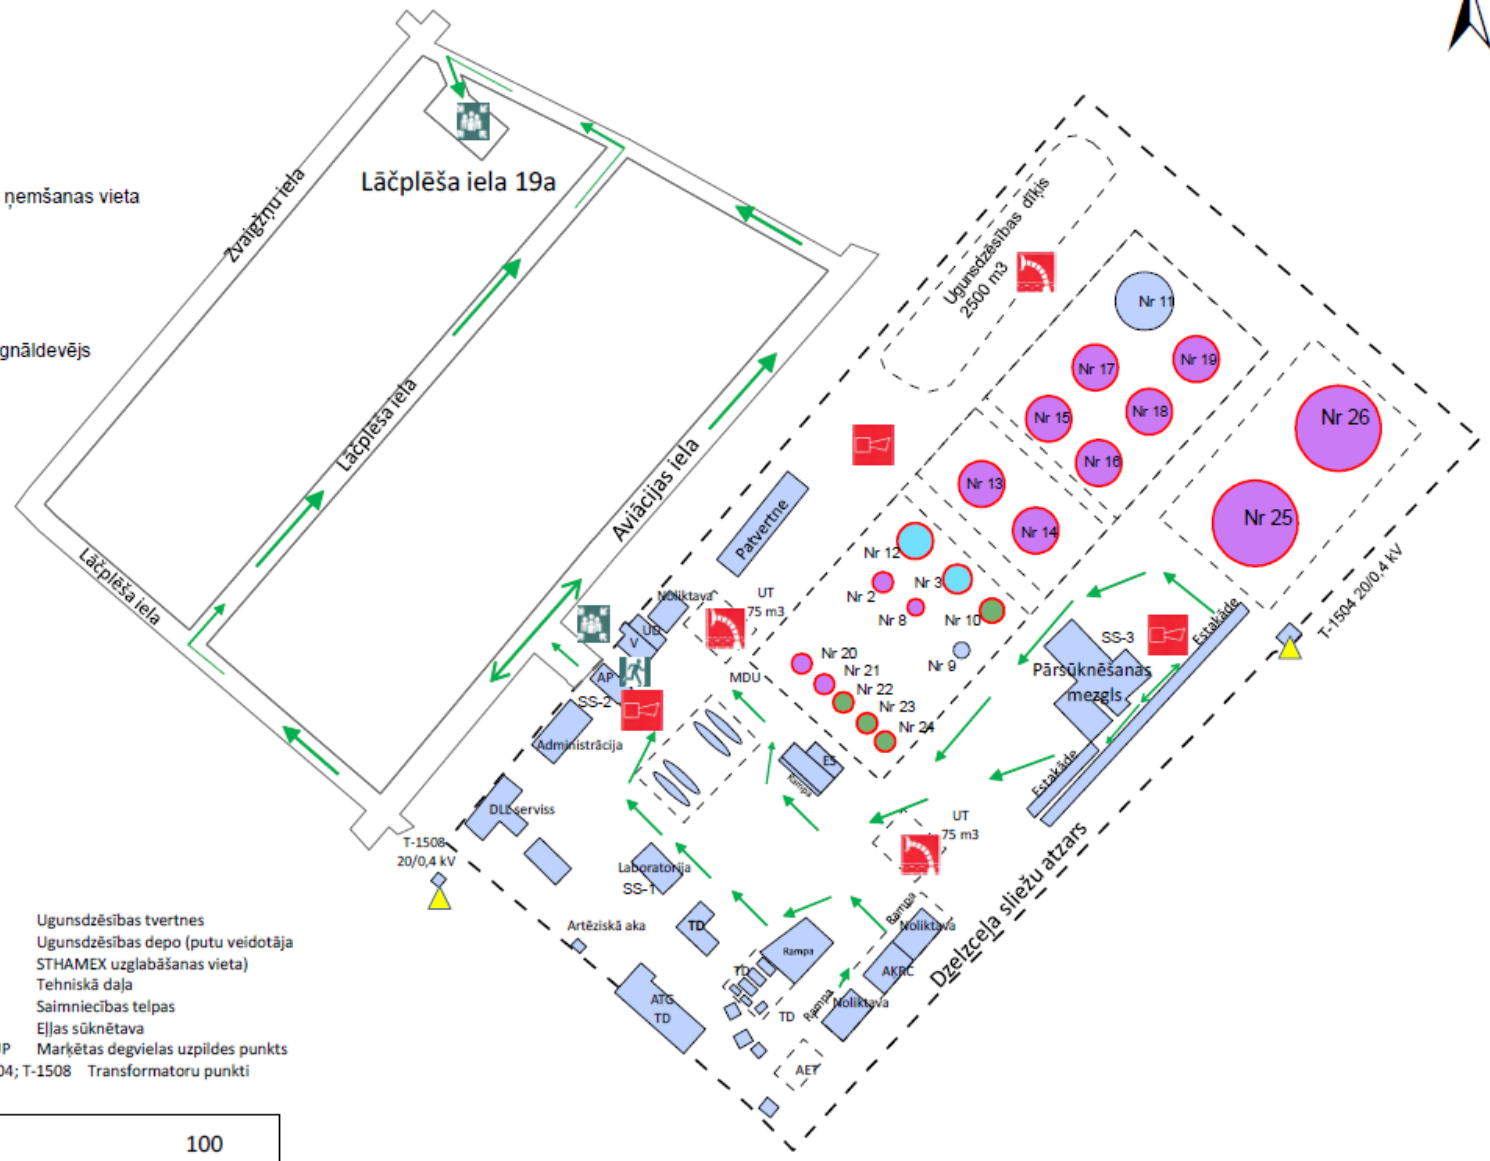 ņemšanas vieta
gnāldevējs
Lāčplēša iela 19a
Zvaigžņu iela
Lāčplēša iela
Lāčplēša iela
Aviācijas iela
Ugunsdzēsības dīķis
2500 m3
Nr 11
Nr 17
Nr 19
Nr 15
Nr 18
Nr 16
Nr 26
Nr 25
Nr 13
Nr 14
Nr 12
Nr 3
Nr 2
Nr 8
Nr 10
Nr 9
Nr 20
Nr 21
Nr 22
Nr 23
Nr 24
Patvertne
Noliktava
UD
V
UT
75 m3
AP
SS-2
MDU
Administrācija
ES
Rampa
DLL serviss
T-1508
20/0,4 kV
Laboratorija
SS-1
Artēziskā aka
TD
ATG
TD
TD
Rampa
TD
Rampa
Noliktava
AKRC
Rampa
Noliktava
AET
UT
75 m3
SS-3
Pārsūknēšanas
mezgls
Estakāde
Estakāde
T-1504 20/0,4 kV
Dzelzceļa sliežu atzars
Ugunsdzēsības tvertnes
Ugunsdzēsības depo (putu veidotāja
STHAMEX uzglabāšanas vieta)
Tehniskā daļa
Saimniecības telpas
Eļļas sūknētava
JP Marķētas degvielas uzpildes punkts
04; T-1508 Transformatoru punkti
100